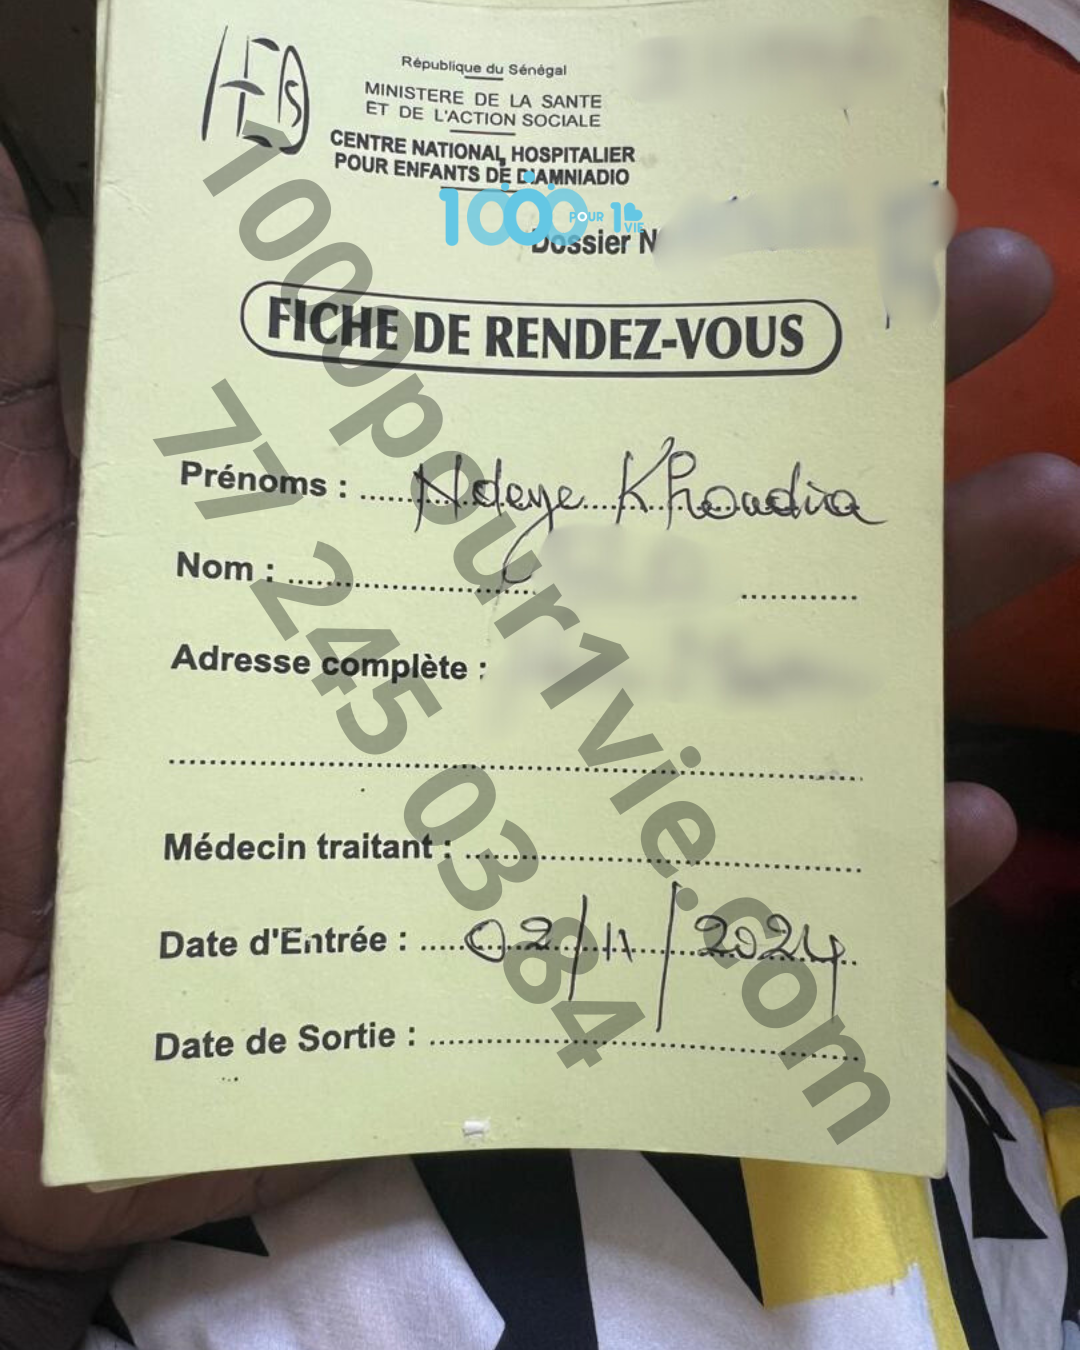 République du Sénégal
MINISTERE DE LA SANTE
ET DE L'ACTION SOCIALE
CENTRE NATIONAL HOSPITALIER
POUR ENFANTS DE DIAMNIADIO
1000 POUR 1 VIE
Dossier N
FICHE DE RENDEZ-VOUS
Prénoms : Ndeye Khoudia
Nom :
Adresse complète :
Médecin traitant :
Date d'Entrée : 02/11/2024
Date de Sortie :
1000pour1vie.com
77 245 03 84